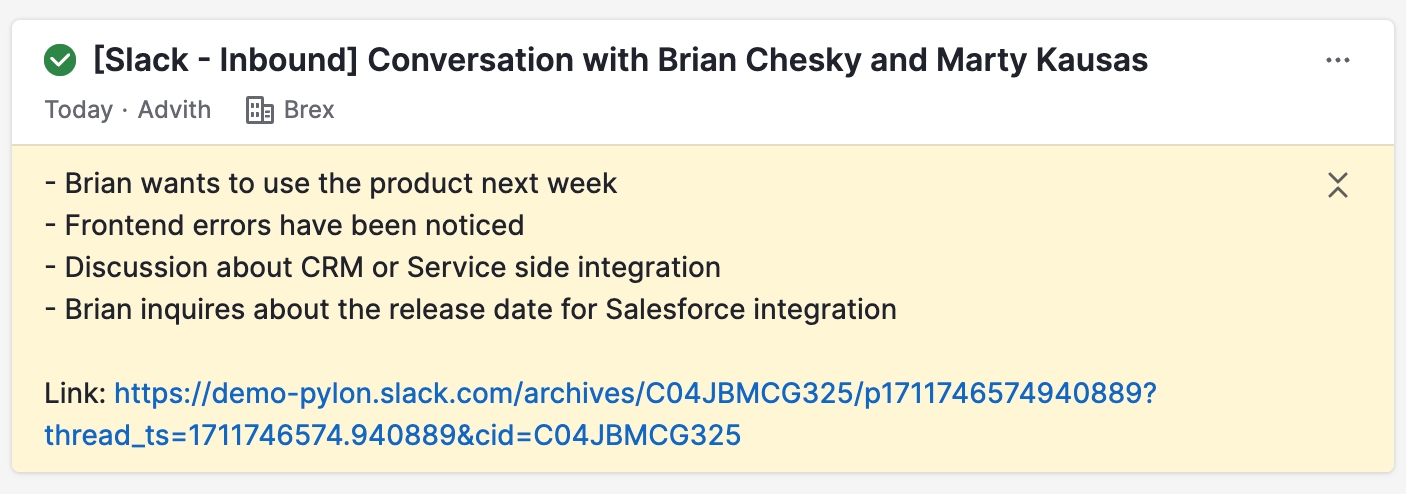 [Slack - Inbound] Conversation with Brian Chesky and Marty Kausas
Today · Advith Brex
- Brian wants to use the product next week
- Frontend errors have been noticed
- Discussion about CRM or Service side integration
- Brian inquires about the release date for Salesforce integration
Link: https://demo-pylon.slack.com/archives/C04JBMCG325/p1711746574940889?
thread_ts=1711746574.940889&cid=C04JBMCG325